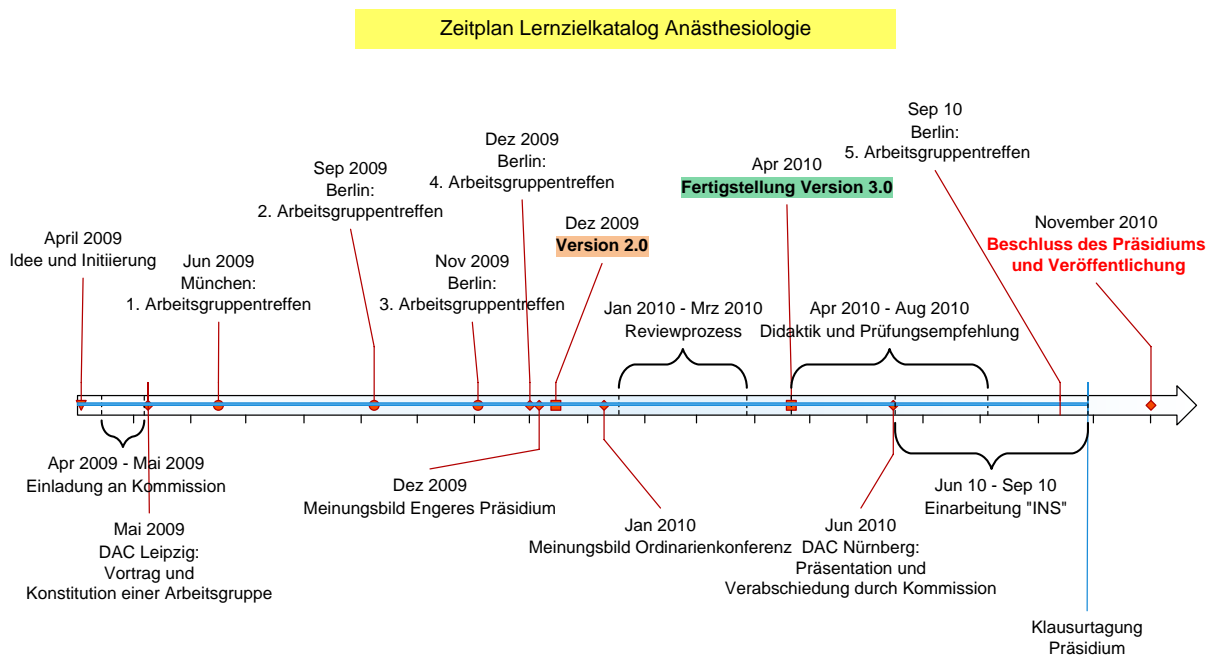 Zeitplan Lernzielkatalog Anästhesiologie
April 2009
Idee und Initiierung
Jun 2009
München:
1. Arbeitsgruppentreffen
Sep 2009
Berlin:
2. Arbeitsgruppentreffen
Nov 2009
Berlin:
3. Arbeitsgruppentreffen
Dez 2009
Berlin:
4. Arbeitsgruppentreffen
Dez 2009
Version 2.0
Jan 2010 - Mrz 2010
Reviewprozess
Apr 2010
Fertigstellung Version 3.0
Apr 2010 - Aug 2010
Didaktik und Prüfungsempfehlung
Sep 10
Berlin:
5. Arbeitsgruppentreffen
November 2010
Beschluss des Präsidiums
und Veröffentlichung
Apr 2009 - Mai 2009
Einladung an Kommission
Mai 2009
DAC Leipzig:
Vortrag und
Konstitution einer Arbeitsgruppe
Dez 2009
Meinungsbild Engeres Präsidium
Jan 2010
Meinungsbild Ordinarienkonferenz
Jun 2010
DAC Nürnberg:
Präsentation und
Verabschiedung durch Kommission
Jun 10 - Sep 10
Einarbeitung "INS"
Klausurtagung
Präsidium